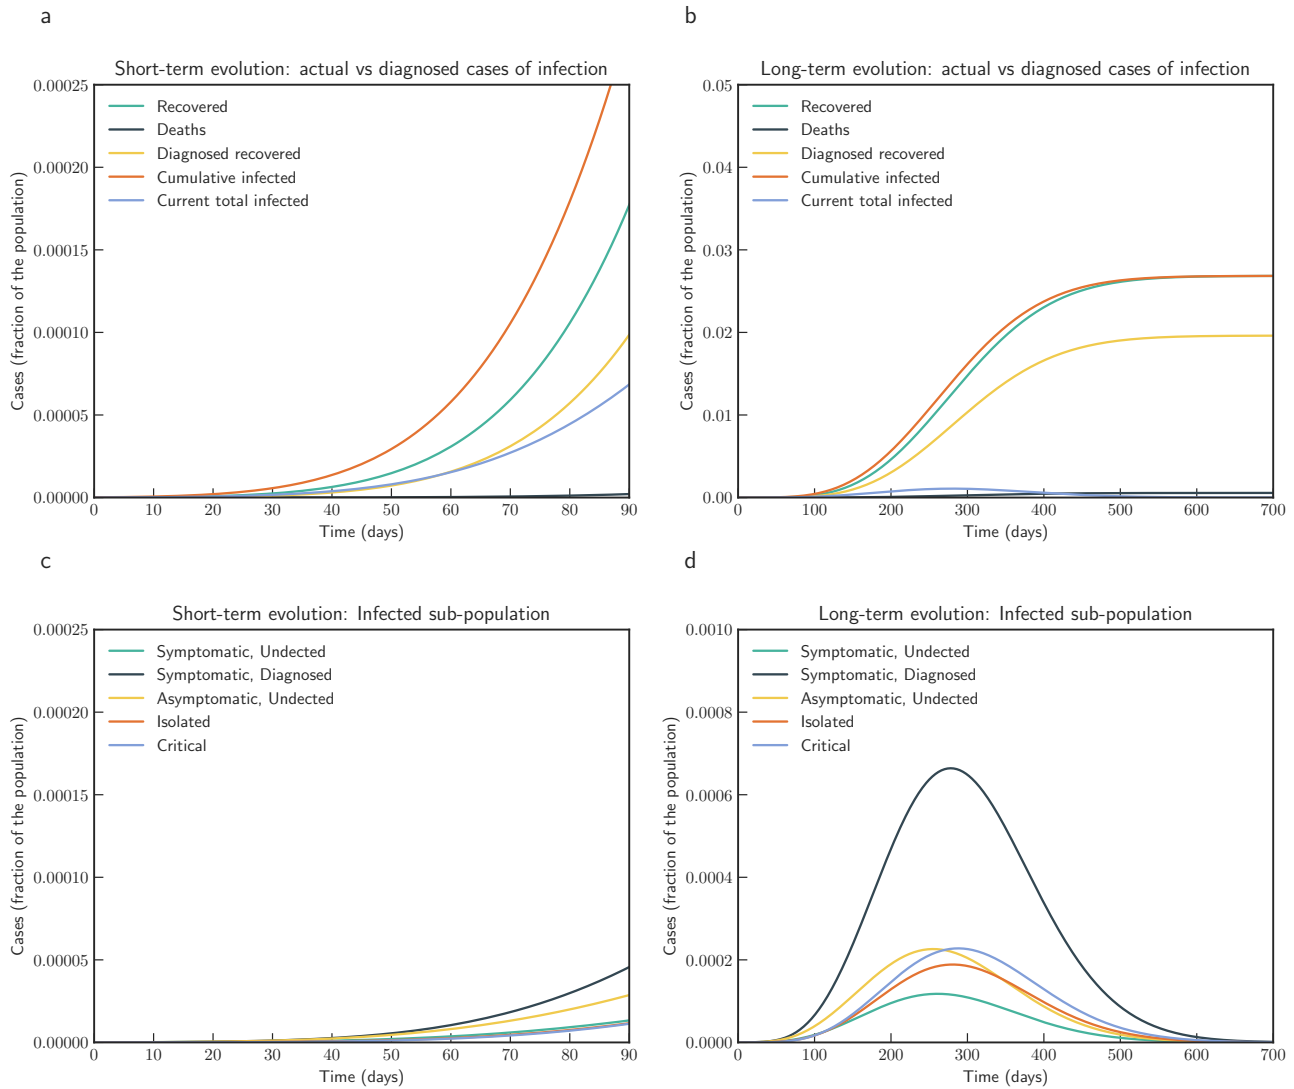 a
Short-term evolution: actual vs diagnosed cases of infection
0.00025
0.00020
0.00015
0.00010
0.00005
0.00000
Cases (fraction of the population)
Recovered
Deaths
Diagnosed recovered
Cumulative infected
Current total infected
0 10 20 30 40 50 60 70 80 90
Time (days)
b
Long-term evolution: actual vs diagnosed cases of infection
0.05
0.04
0.03
0.02
0.01
0.00
Cases (fraction of the population)
Recovered
Deaths
Diagnosed recovered
Cumulative infected
Current total infected
0 100 200 300 400 500 600 700
Time (days)
c
Short-term evolution: Infected sub-population
0.00025
0.00020
0.00015
0.00010
0.00005
0.00000
Cases (fraction of the population)
Symptomatic, Undected
Symptomatic, Diagnosed
Asymptomatic, Undected
Isolated
Critical
0 10 20 30 40 50 60 70 80 90
Time (days)
d
Long-term evolution: Infected sub-population
0.0010
0.0008
0.0006
0.0004
0.0002
0.0000
Cases (fraction of the population)
Symptomatic, Undected
Symptomatic, Diagnosed
Asymptomatic, Undected
Isolated
Critical
0 100 200 300 400 500 600 700
Time (days)